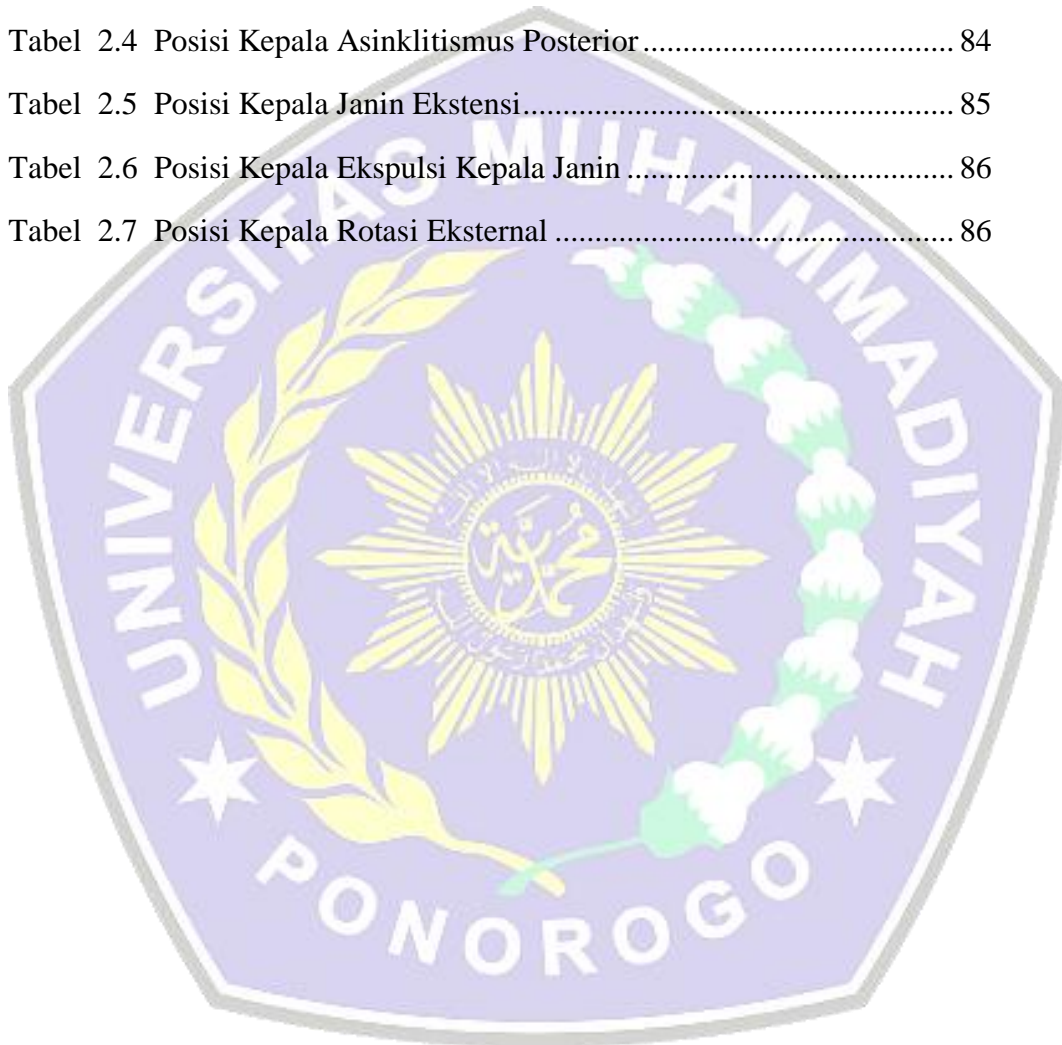 Tabel 2.4 Posisi Kepala Asinklitismus Posterior .................................... 84
Tabel 2.5 Posisi Kepala Janin Ekstensi.................................................. 85
Tabel 2.6 Posisi Kepala Ekspulsi Kepala Janin ...................................... 86
Tabel 2.7 Posisi Kepala Rotasi Eksternal .............................................. 86
UNIVERSITAS MUHAMMADIYAH
محمدية
PONOROGO